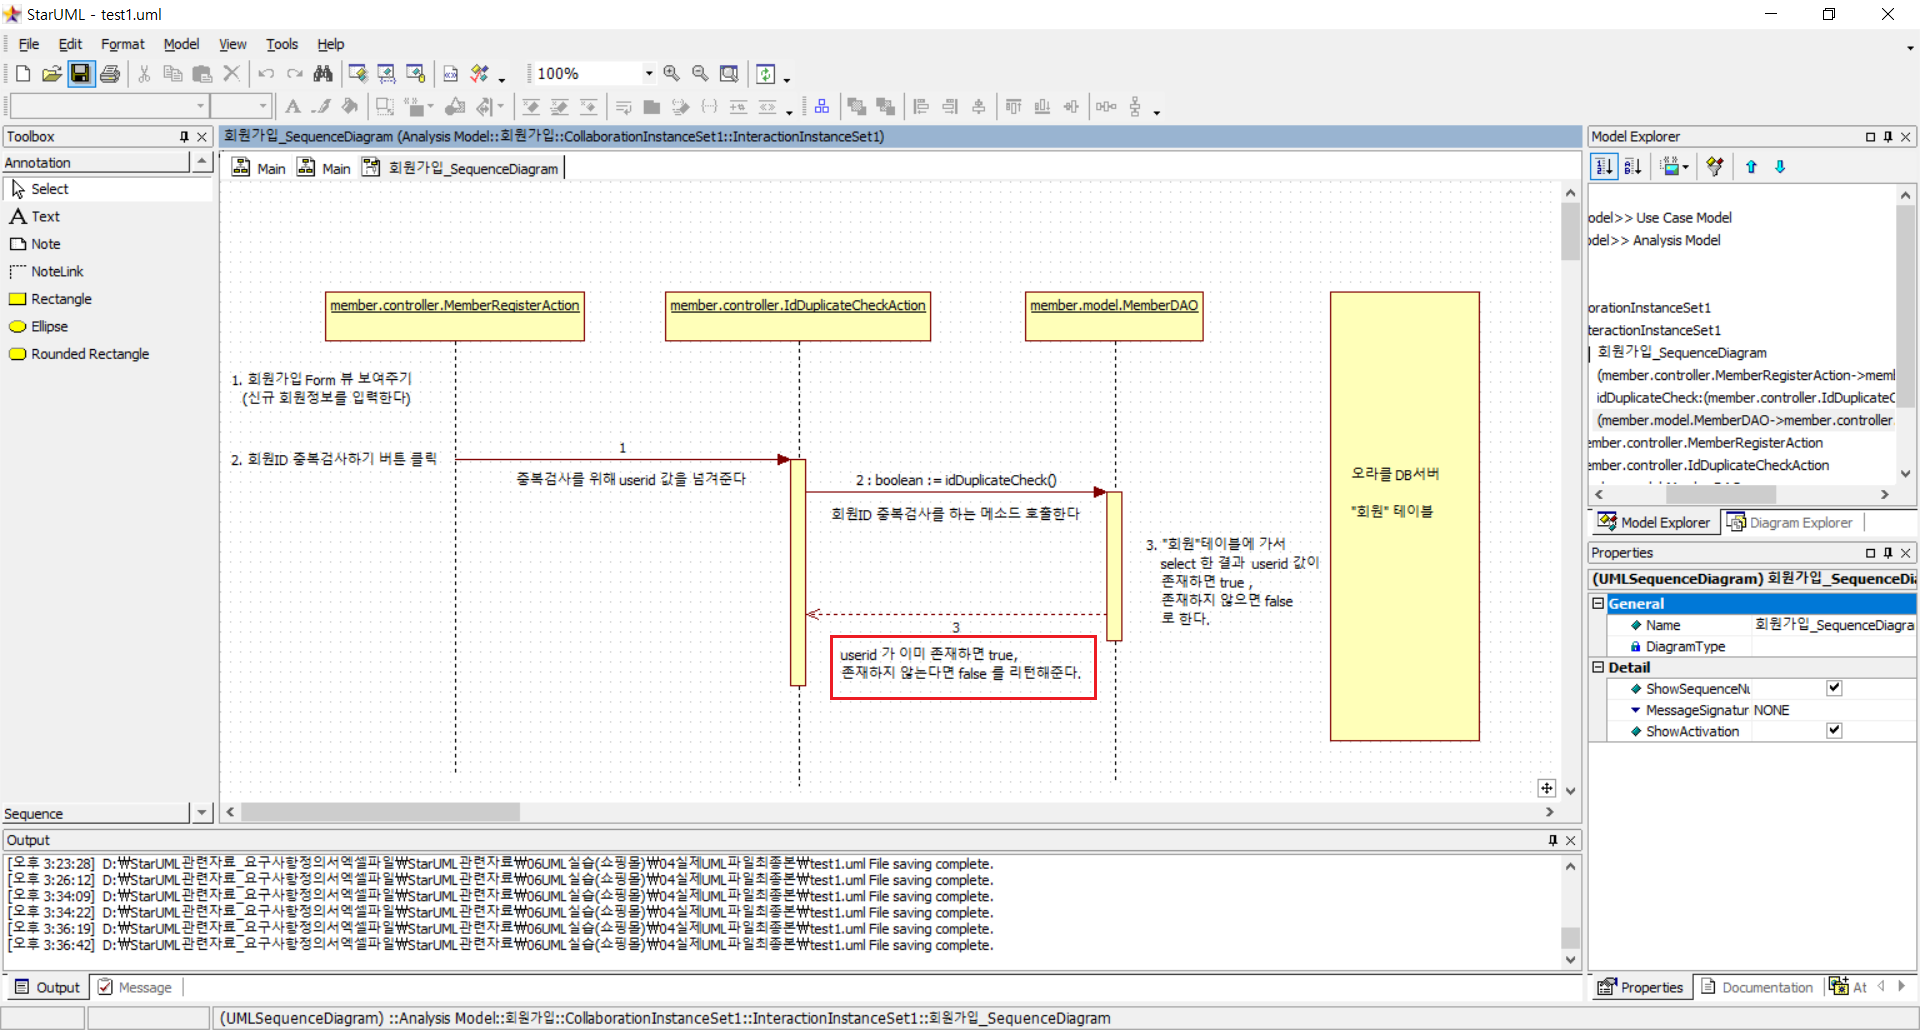 StarUML - test1.uml
File Edit Format Model View Tools Help
100%
Toolbox
회원가입_SequenceDiagram (Analysis Model::회원가입::CollaborationInstanceSet1::InteractionInstanceSet1)
Model Explorer
Annotation
Main Main 회원가입_SequenceDiagram
Select
Text
Note
NoteLink
Rectangle
Ellipse
Rounded Rectangle
Sequence
member.controller.MemberRegisterAction
member.controller.IdDuplicateCheckAction
member.model.MemberDAO
1. 회원가입 Form 뷰 보여주기
(신규 회원정보를 입력한다)
2. 회원ID 중복검사하기 버튼 클릭
1
중복검사를 위해 userid 값을 넘겨준다
2 : boolean := idDuplicateCheck()
회원ID 중복검사를 하는 메소드 호출한다
3. "회원"테이블에 가서
select 한 결과 userid 값이
존재하면 true ,
존재하지 않으면 false
로 한다.
3
userid 가 이미 존재하면 true,
존재하지 않는다면 false 를 리턴해준다.
오라클 DB서버
"회원" 테이블
odel>> Use Case Model
odel>> Analysis Model
orationInstanceSet1
teractionInstanceSet1
회원가입_SequenceDiagram
(member.controller.MemberRegisterAction->meml
idDuplicateCheck:(member.controller.IdDuplicateC
(member.model.MemberDAO->member.controller.
ember.controller.MemberRegisterAction
ember.controller.IdDuplicateCheckAction
Model Explorer Diagram Explorer
Properties
(UMLSequenceDiagram) 회원가입_SequenceDi
General
Name 회원가입_SequenceDiagra
DiagramType
Detail
ShowSequenceNu
MessageSignatur NONE
ShowActivation
Output
[오후 3:23:28] D:₩StarUML관련자료_요구사항정의서엑셀파일₩StarUML관련자료₩06UML실습(쇼핑몰)₩04실제UML파일최종본₩test1.uml File saving complete.
[오후 3:26:12] D:₩StarUML관련자료_요구사항정의서엑셀파일₩StarUML관련자료₩06UML실습(쇼핑몰)₩04실제UML파일최종본₩test1.uml File saving complete.
[오후 3:34:09] D:₩StarUML관련자료_요구사항정의서엑셀파일₩StarUML관련자료₩06UML실습(쇼핑몰)₩04실제UML파일최종본₩test1.uml File saving complete.
[오후 3:34:22] D:₩StarUML관련자료_요구사항정의서엑셀파일₩StarUML관련자료₩06UML실습(쇼핑몰)₩04실제UML파일최종본₩test1.uml File saving complete.
[오후 3:36:19] D:₩StarUML관련자료_요구사항정의서엑셀파일₩StarUML관련자료₩06UML실습(쇼핑몰)₩04실제UML파일최종본₩test1.uml File saving complete.
[오후 3:36:42] D:₩StarUML관련자료_요구사항정의서엑셀파일₩StarUML관련자료₩06UML실습(쇼핑몰)₩04실제UML파일최종본₩test1.uml File saving complete.
Output Message
Properties Documentation At
(UMLSequenceDiagram) ::Analysis Model::회원가입::CollaborationInstanceSet1::InteractionInstanceSet1::회원가입_SequenceDiagram